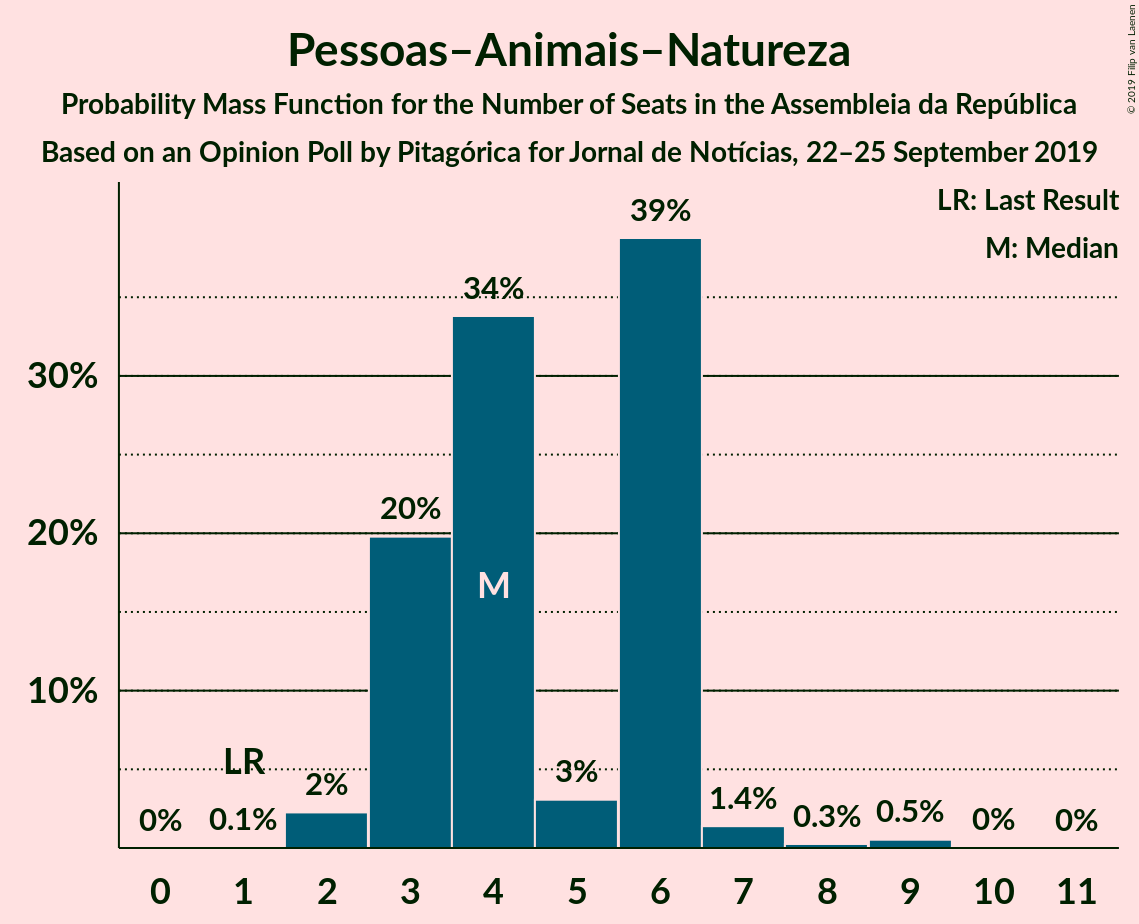 Pessoas–Animais–Natureza
Probability Mass Function for the Number of Seats in the Assembleia da República
Based on an Opinion Poll by Pitagórica for Jornal de Notícias, 22–25 September 2019
© 2019 Filip van Laenen
LR: Last Result
M: Median
39%
34%
30%
20%
20%
M
10%
LR
2%
3%
0%
0.1%
1.4%
0.3%
0.5%
0%
0%
0 1 2 3 4 5 6 7 8 9 10 11